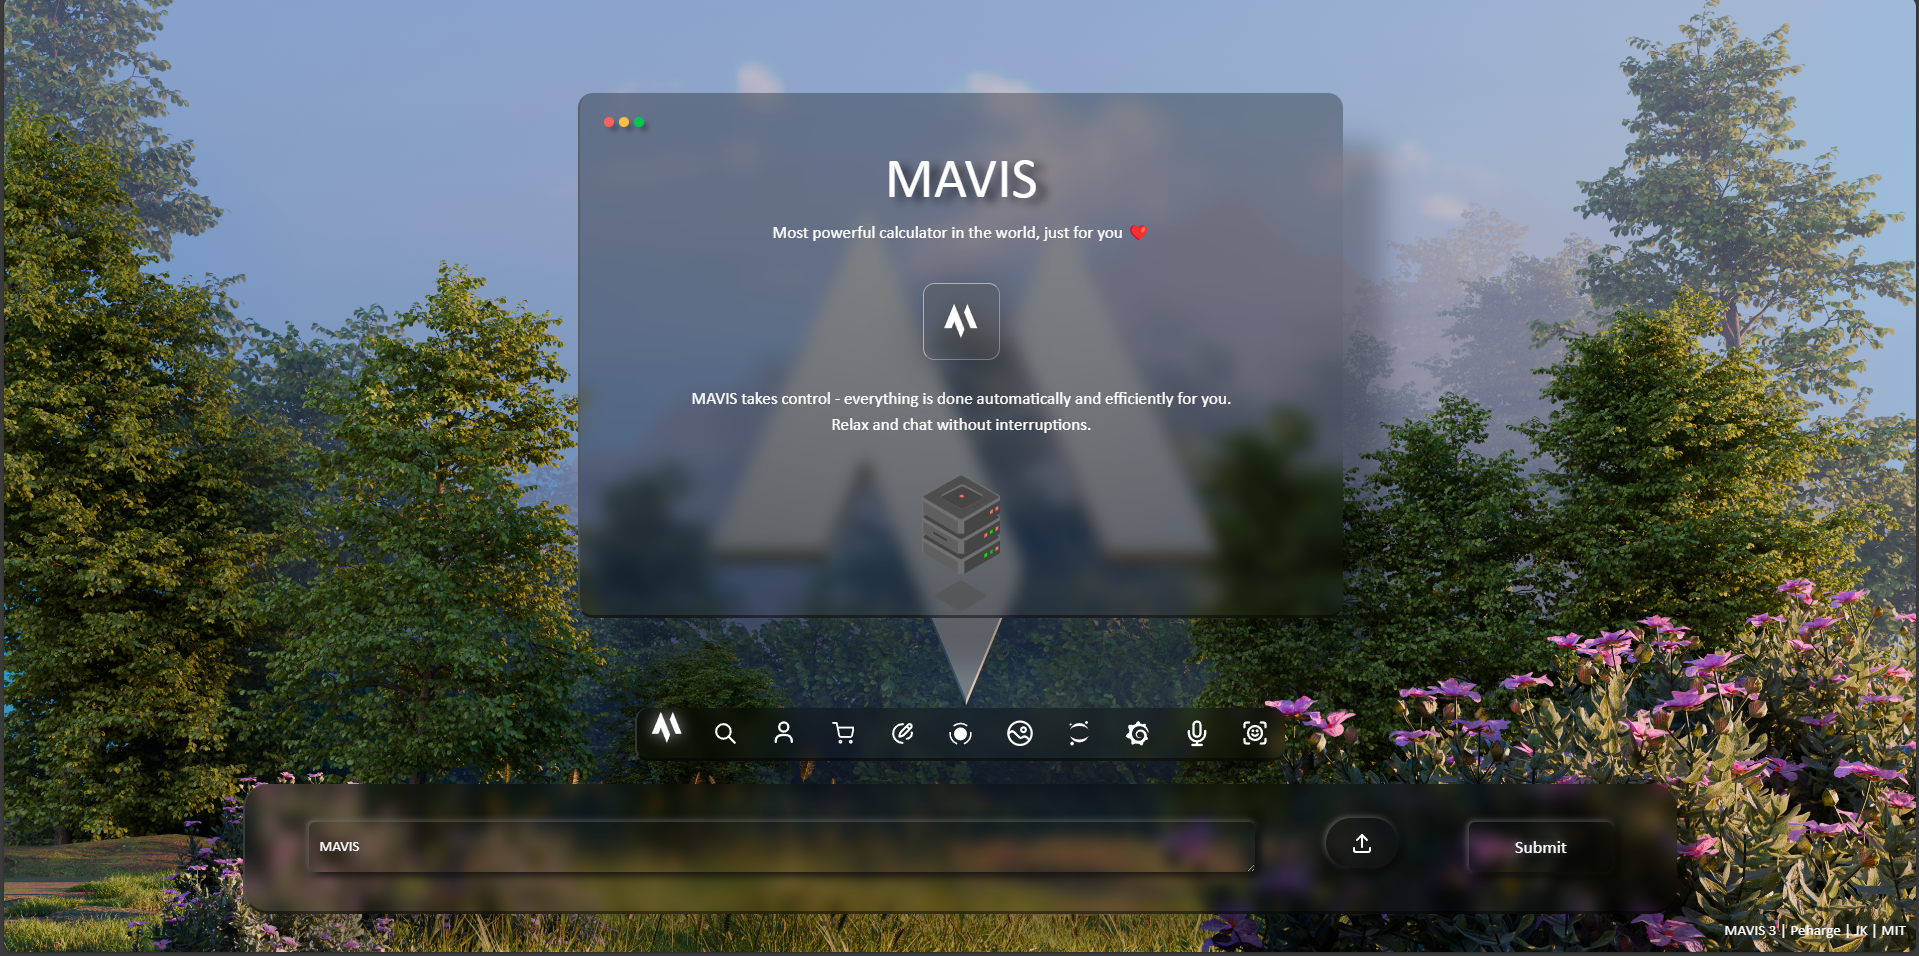 MAVIS
Most powerful calculator in the world, just for you ❤️
MAVIS takes control - everything is done automatically and efficiently for you.
Relax and chat without interruptions.
MAVIS
Submit
MAVIS 3 | Peharge | JK | MIT